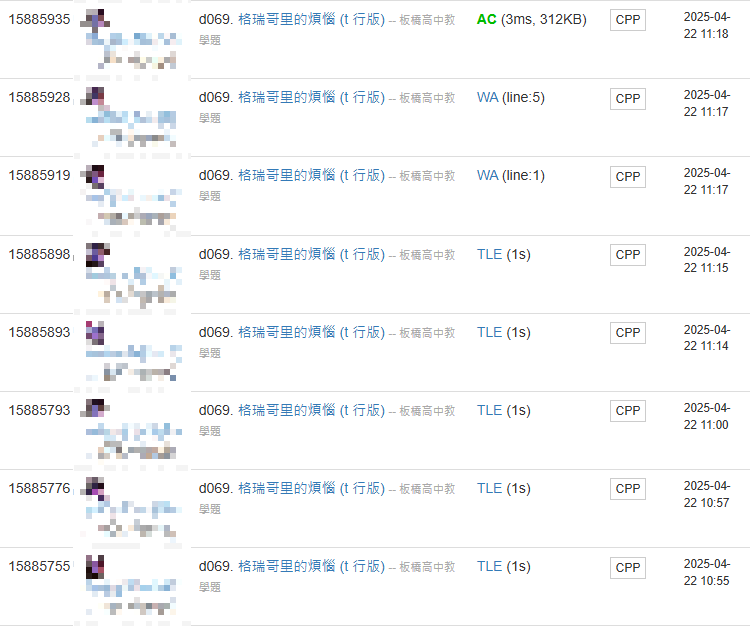 15885935 d069. 格瑞哥里的煩惱 (t 行版) -- 板橋高中教 AC (3ms, 312KB) CPP 2025-04-
學題 22 11:18
15885928 d069. 格瑞哥里的煩惱 (t 行版) -- 板橋高中教 WA (line:5) CPP 2025-04-
學題 22 11:17
15885919 d069. 格瑞哥里的煩惱 (t 行版) -- 板橋高中教 WA (line:1) CPP 2025-04-
學題 22 11:17
15885898 d069. 格瑞哥里的煩惱 (t 行版) -- 板橋高中教 TLE (1s) CPP 2025-04-
學題 22 11:15
15885893 d069. 格瑞哥里的煩惱 (t 行版) -- 板橋高中教 TLE (1s) CPP 2025-04-
學題 22 11:14
15885793 d069. 格瑞哥里的煩惱 (t 行版) -- 板橋高中教 TLE (1s) CPP 2025-04-
學題 22 11:00
15885776 d069. 格瑞哥里的煩惱 (t 行版) -- 板橋高中教 TLE (1s) CPP 2025-04-
學題 22 10:57
15885755 d069. 格瑞哥里的煩惱 (t 行版) -- 板橋高中教 TLE (1s) CPP 2025-04-
學題 22 10:55